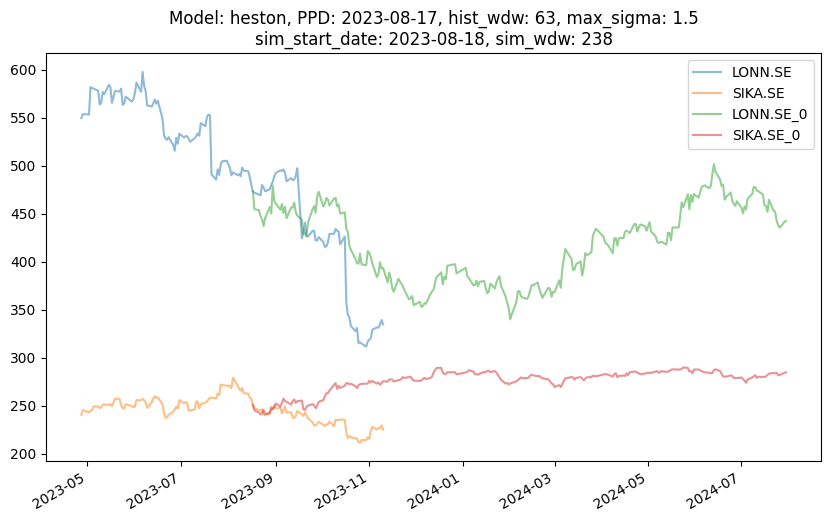 Model: heston, PPD: 2023-08-17, hist_wdw: 63, max_sigma: 1.5
sim_start_date: 2023-08-18, sim_wdw: 238
LONN.SE
SIKA.SE
LONN.SE_0
SIKA.SE_0
600
550
500
450
400
350
300
250
200
2023-05
2023-07
2023-09
2023-11
2024-01
2024-03
2024-05
2024-07